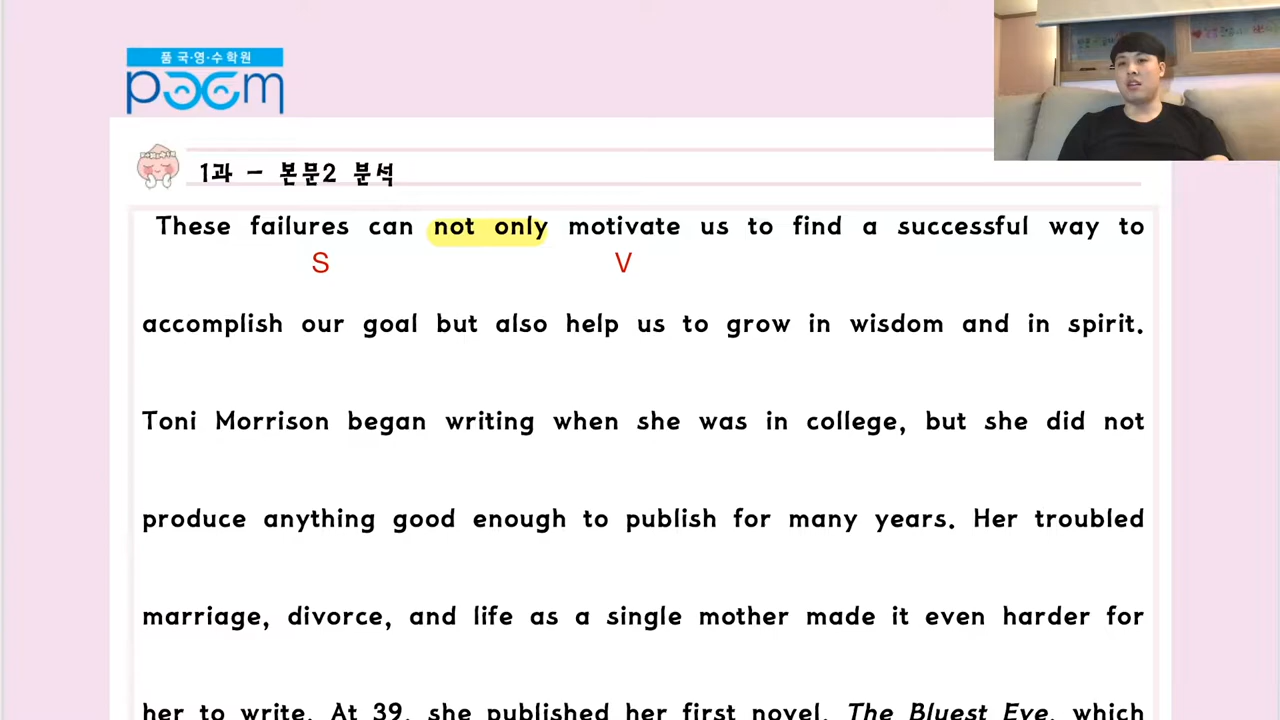 품 국·영·수 학원
poem
1과 - 본문2 분석
These failures can not only motivate us to find a successful way to
S V
accomplish our goal but also help us to grow in wisdom and in spirit.
Toni Morrison began writing when she was in college, but she did not
produce anything good enough to publish for many years. Her troubled
marriage, divorce, and life as a single mother made it even harder for
her to write. At 39, she published her first novel, The Bluest Eye, which